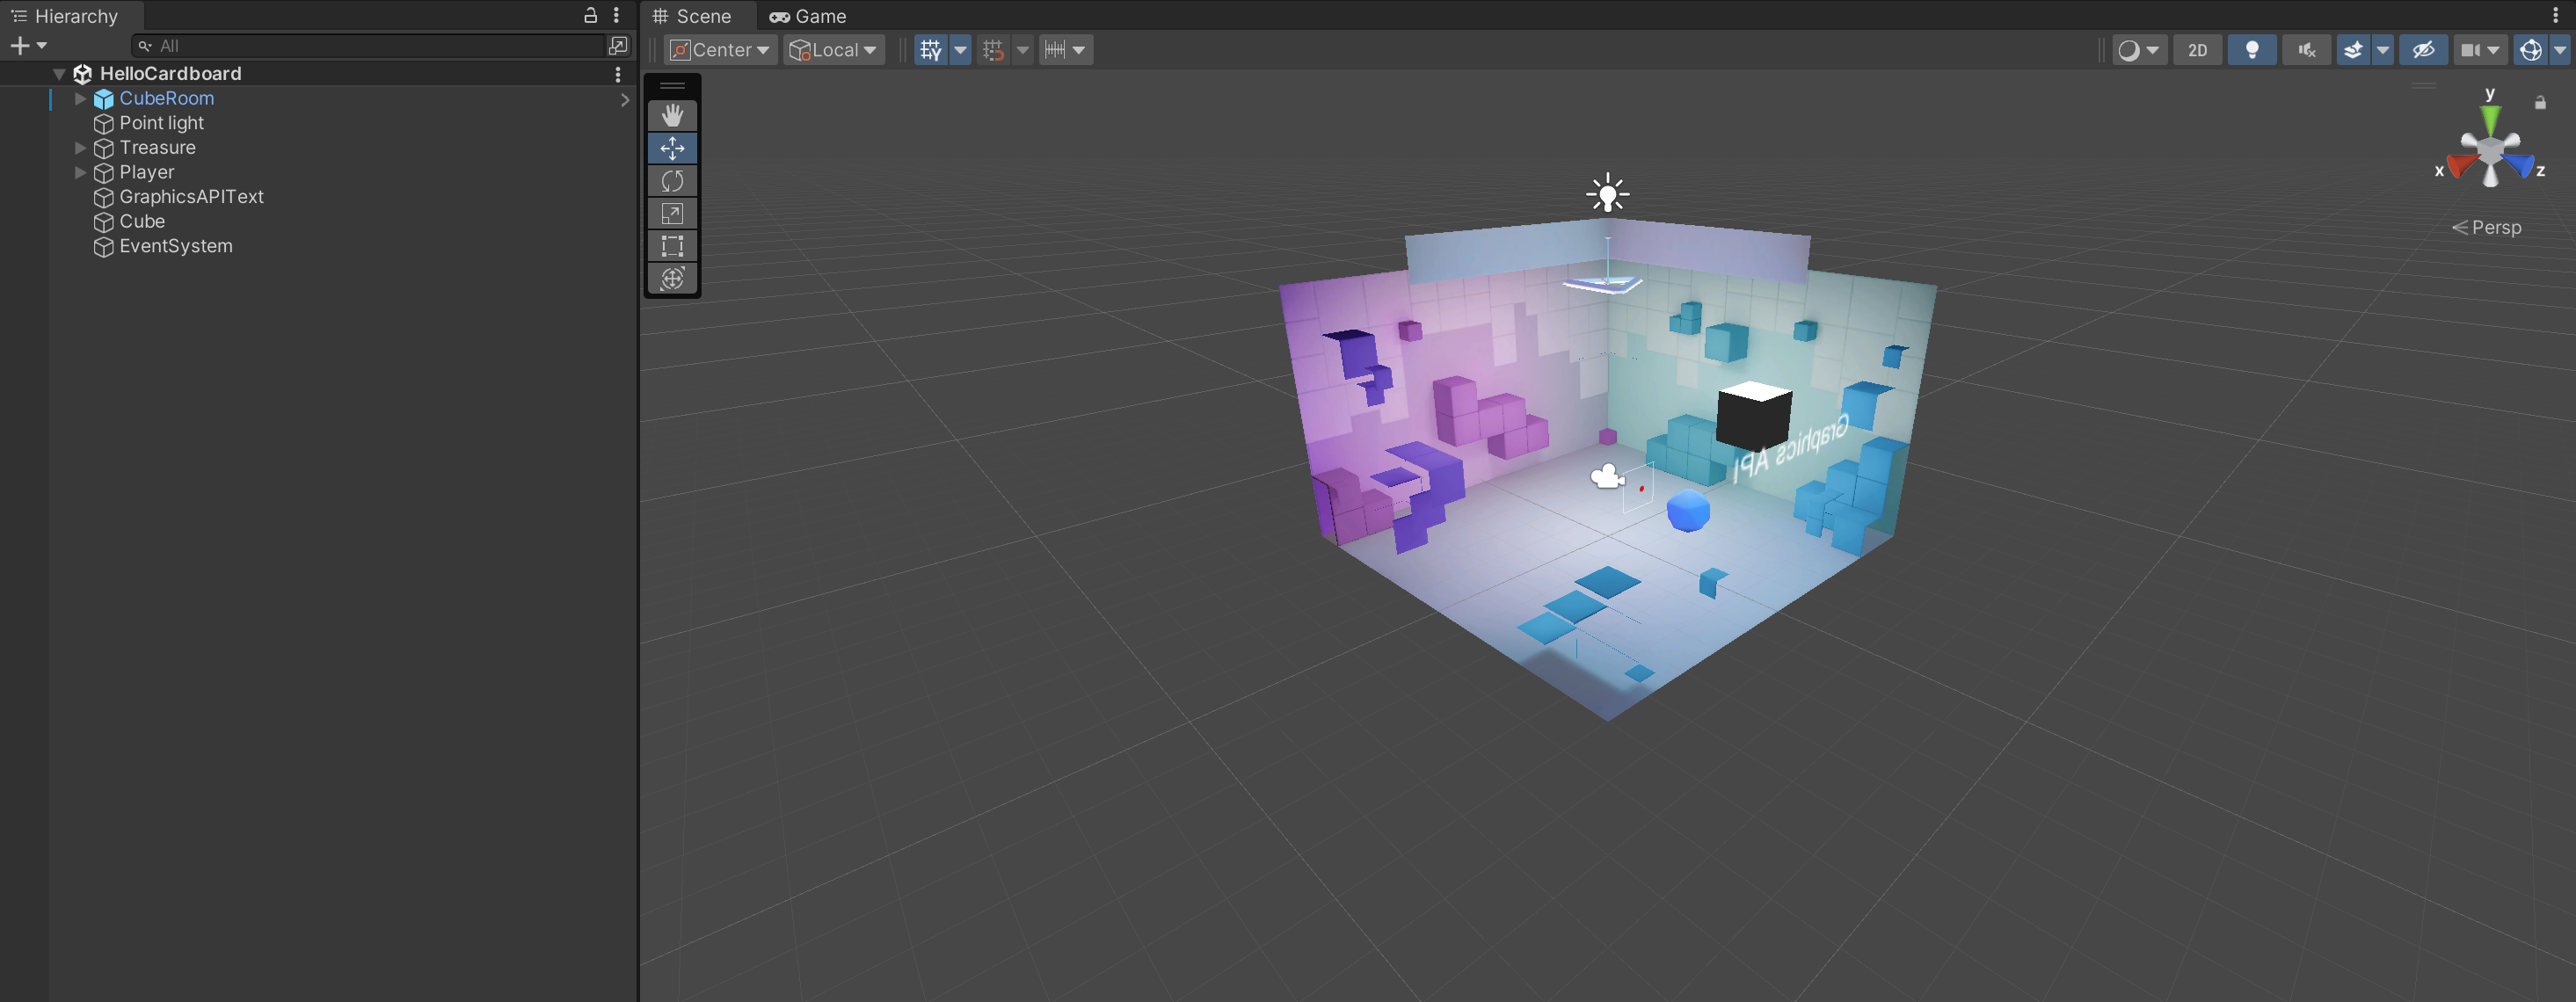 Hierarchy
All
HelloCardboard
CubeRoom
Point light
Treasure
Player
GraphicsAPIText
Cube
EventSystem
Scene
Game
Center
Local
2D
y
x
z
Persp
Graphics API